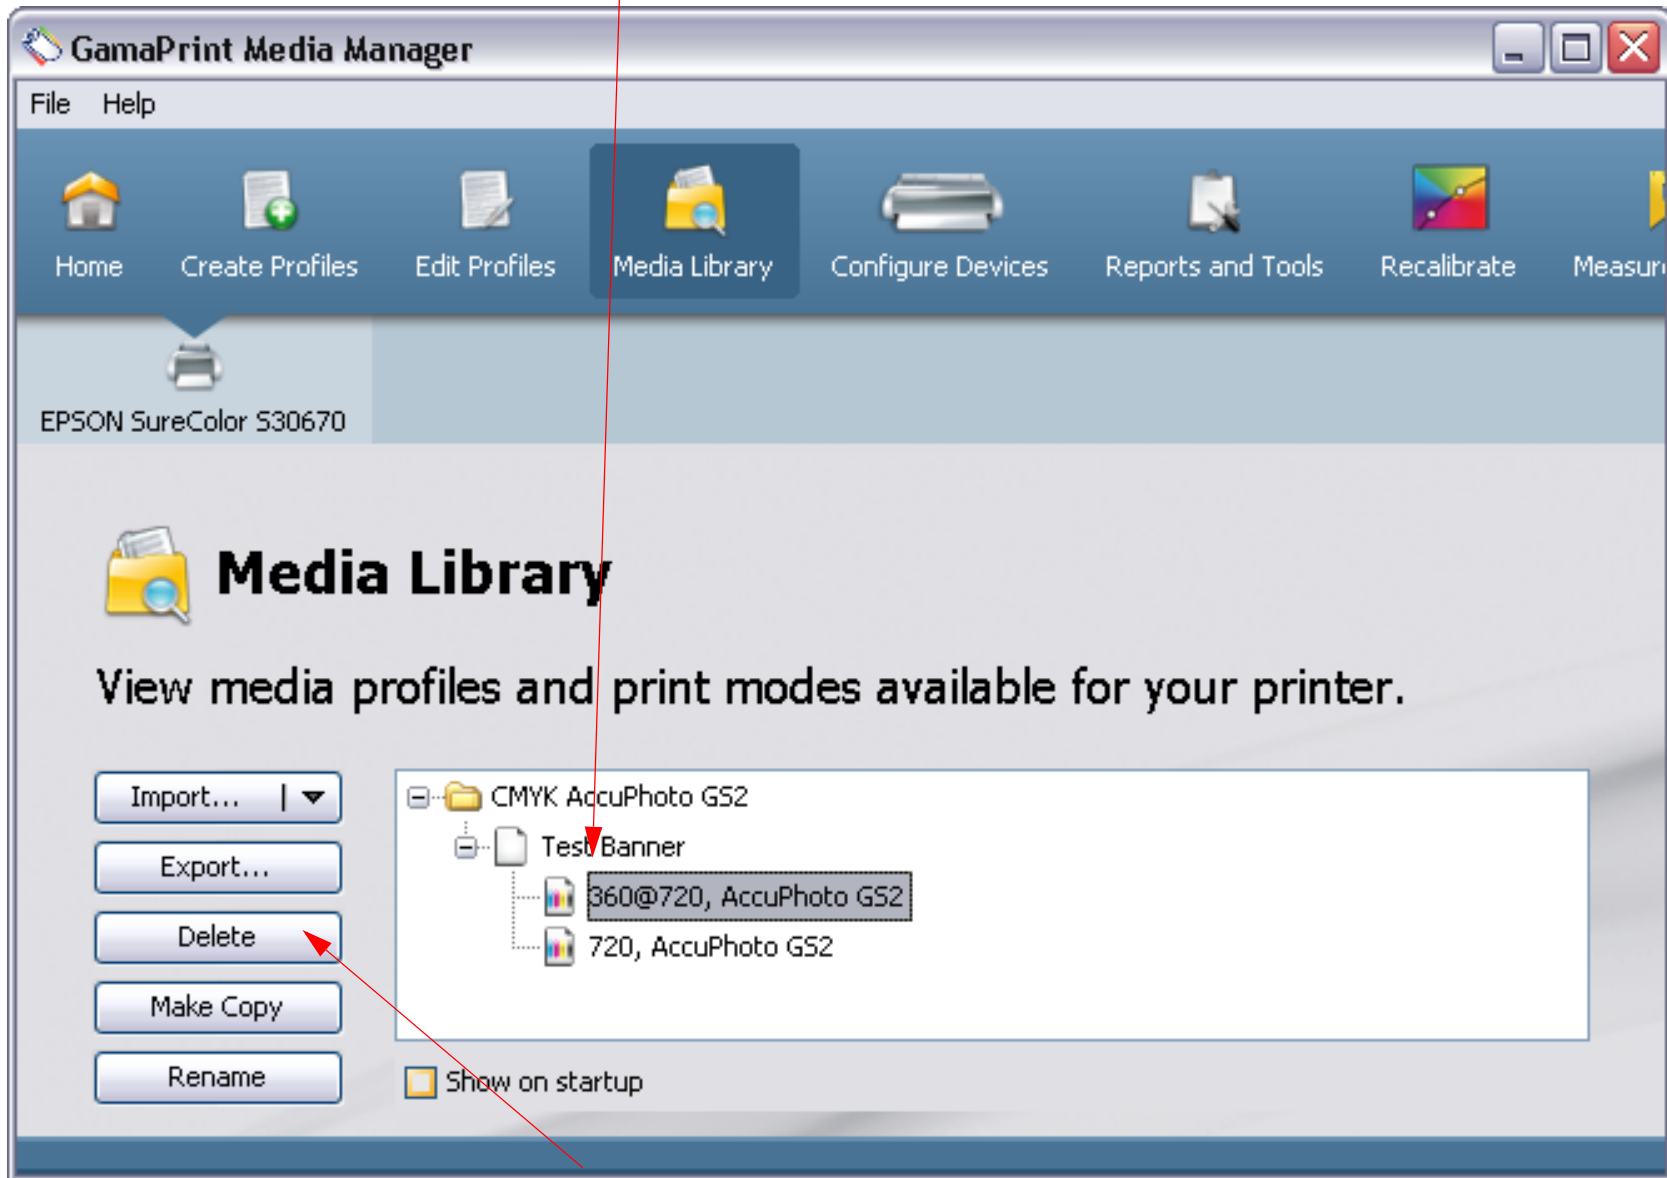 GamaPrint Media Manager
File Help
Home Create Profiles Edit Profiles Media Library Configure Devices Reports and Tools Recalibrate
EPSON SureColor S30670
Media Library
View media profiles and print modes available for your printer.
Import...
CMYK AccuPhoto GS2
Test Banner
Export...
360@720, AccuPhoto GS2
Delete
720, AccuPhoto GS2
Make Copy
Rename
Show on startup